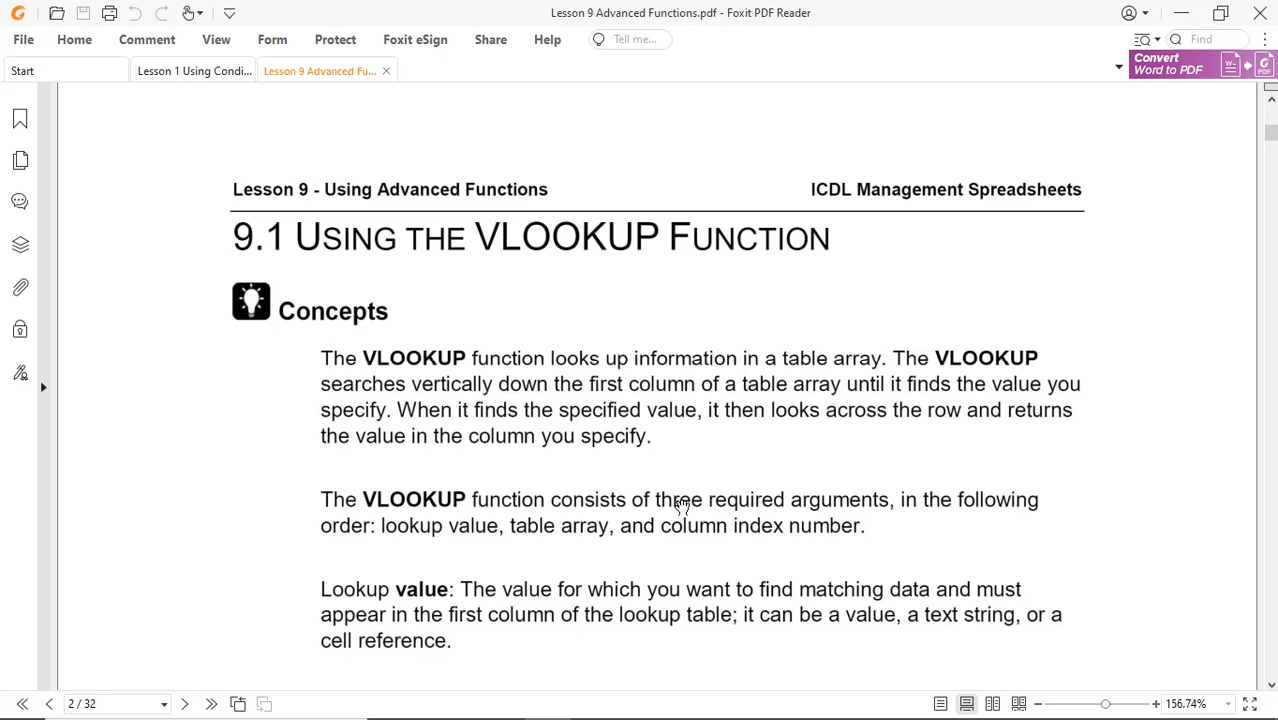 Lesson 9 Advanced Functions.pdf - Foxit PDF Reader
File Home Comment View Form Protect Foxit eSign Share Help Tell me... Find
Start Lesson 1 Using Condi... Lesson 9 Advanced Fu... Convert
Word to PDF
Lesson 9 - Using Advanced Functions ICDL Management Spreadsheets
9.1 USING THE VLOOKUP FUNCTION
Concepts
The VLOOKUP function looks up information in a table array. The VLOOKUP
searches vertically down the first column of a table array until it finds the value you
specify. When it finds the specified value, it then looks across the row and returns
the value in the column you specify.
The VLOOKUP function consists of three required arguments, in the following
order: lookup value, table array, and column index number.
Lookup value: The value for which you want to find matching data and must
appear in the first column of the lookup table; it can be a value, a text string, or a
cell reference.
2 / 32 156.74%